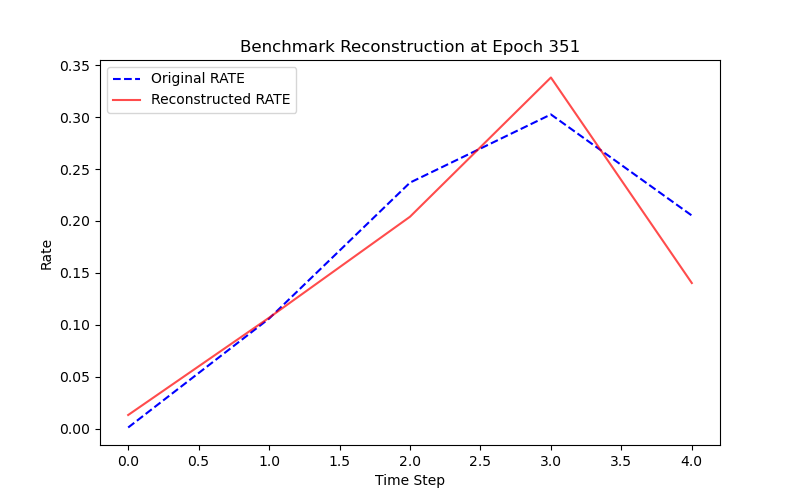 Benchmark Reconstruction at Epoch 351
Original RATE
Reconstructed RATE
Rate
0.35
0.30
0.25
0.20
0.15
0.10
0.05
0.00
0.0 0.5 1.0 1.5 2.0 2.5 3.0 3.5 4.0
Time Step